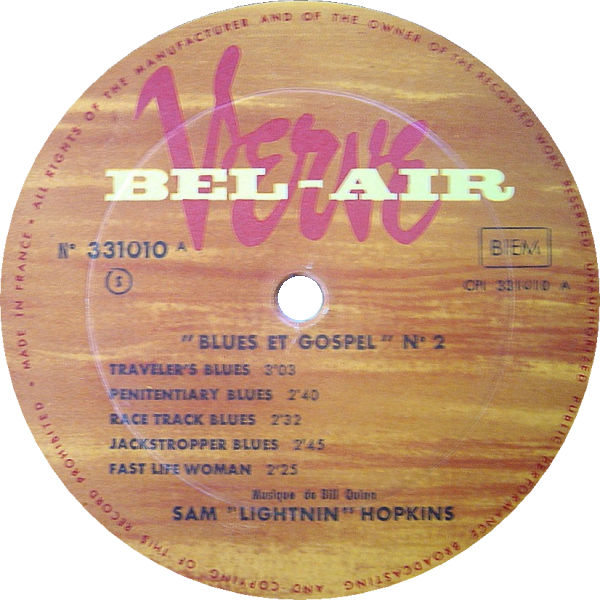 MADE IN FRANCE • ALL RIGHTS OF THE MANUFACTURER AND OF THE OWNER OF THE RECORDED WORK RESERVED UNAUTHORIZED PUBLIC PERFORMANCE BROADCASTING AND COPYING OF THIS RECORD PROHIBITED •
Verve
BEL-AIR
N° 331010 A
BIEM
S
CPI 331010 A
"BLUES ET GOSPEL" N° 2
TRAVELER'S BLUES 3'03
PENITENTIARY BLUES 2'40
RACE TRACK BLUES 2'32
JACKSTROPPER BLUES 2'45
FAST LIFE WOMAN 2'25
Musique de Bill Quinn
SAM "LIGHTNIN" HOPKINS